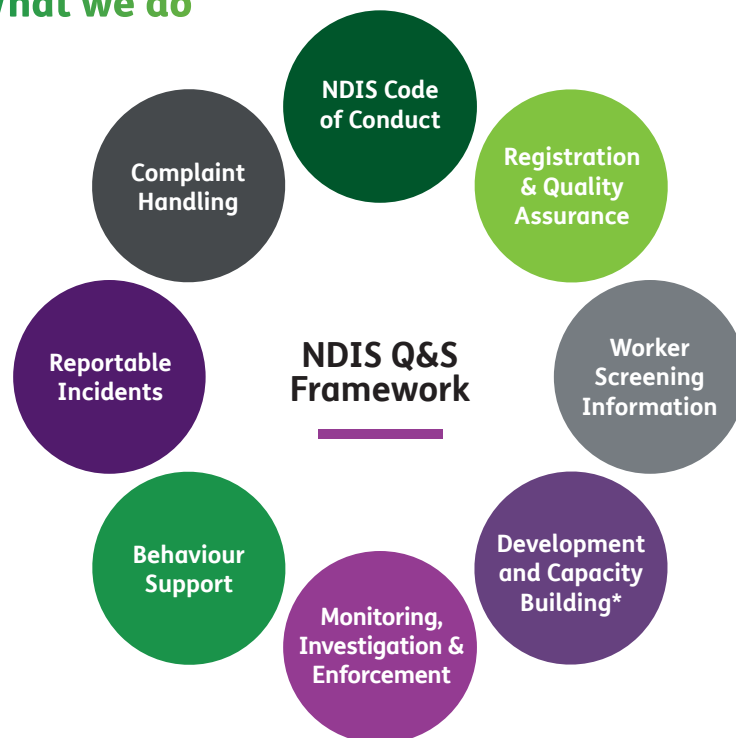 What we do
NDIS Code
of Conduct
Registration
& Quality
Assurance
Worker
Screening
Information
Development
and Capacity
Building*
Monitoring,
Investigation &
Enforcement
Behaviour
Support
Reportable
Incidents
Complaint
Handling
NDIS Q&S
Framework